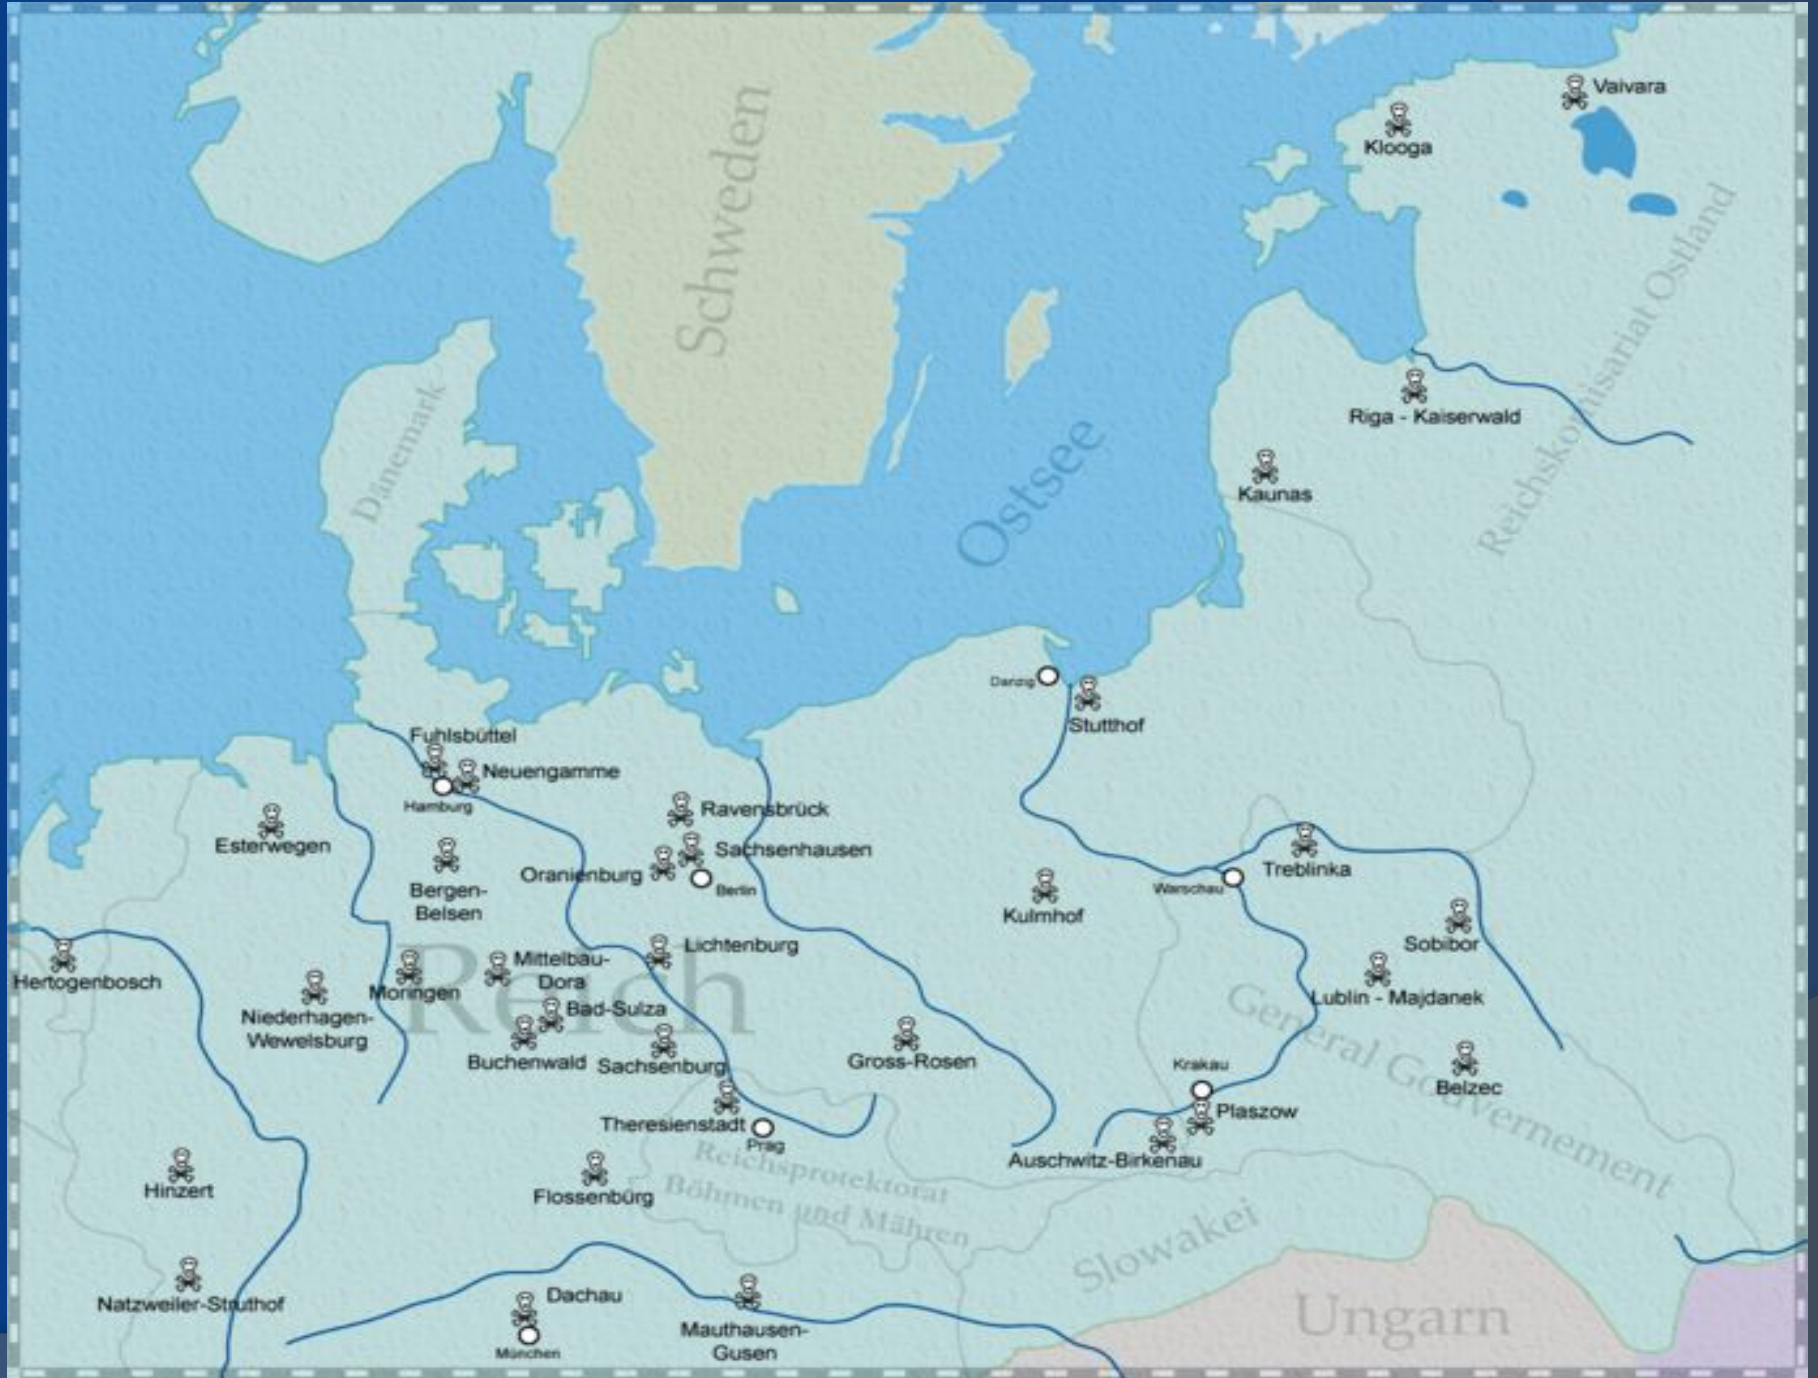 Vaivara
Klooga
Schweden
Reichskommisariat Ostland
Riga - Kaiserwald
Dänemark
Ostsee
Kaunas
Danzig
Stutthof
Fuhlsbüttel
Neuengamme
Hamburg
Ravensbrück
Esterwegen
Sachsenhausen
Oranienburg
Berlin
Bergen-
Belsen
Treblinka
Warschau
Kulmhof
Sobibor
Lichtenburg
Reich
Hertogenbosch
Moringen
Mittelbau-
Dora
Lublin - Majdanek
Niederhagen-
Wewelsburg
Bad-Sulza
Buchenwald
Sachsenburg
Gross-Rosen
General Gouvernement
Krakau
Belzec
Plaszow
Theresienstadt
Prag
Auschwitz-Birkenau
Reichsprotektorat
Böhmen und Mähren
Hinzert
Flossenbürg
Slowakei
Natzweiler-Struthof
Dachau
Ungarn
Mauthausen-
Gusen
München